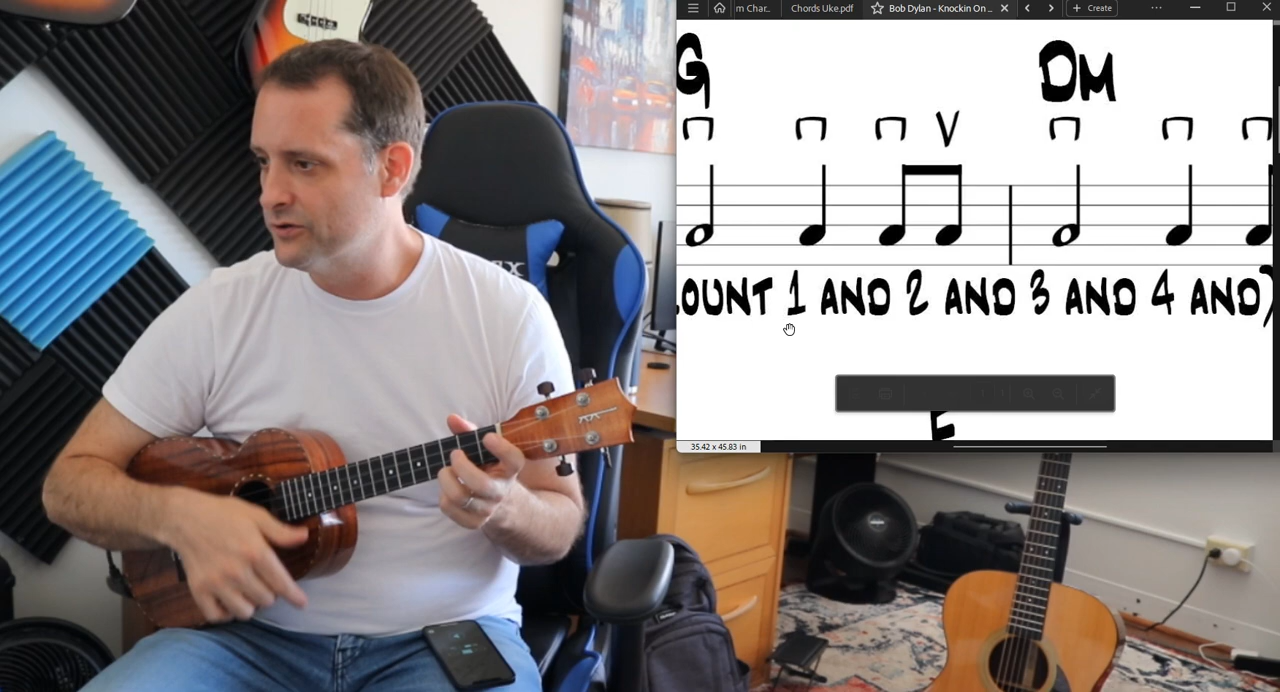 m Char..
Chords Uke.pdf
Bob Dylan - Knockin On ..
Create
G
DM
OUNT 1 AND 2 AND 3 AND 4 AND)
35.42 x 45.83 in